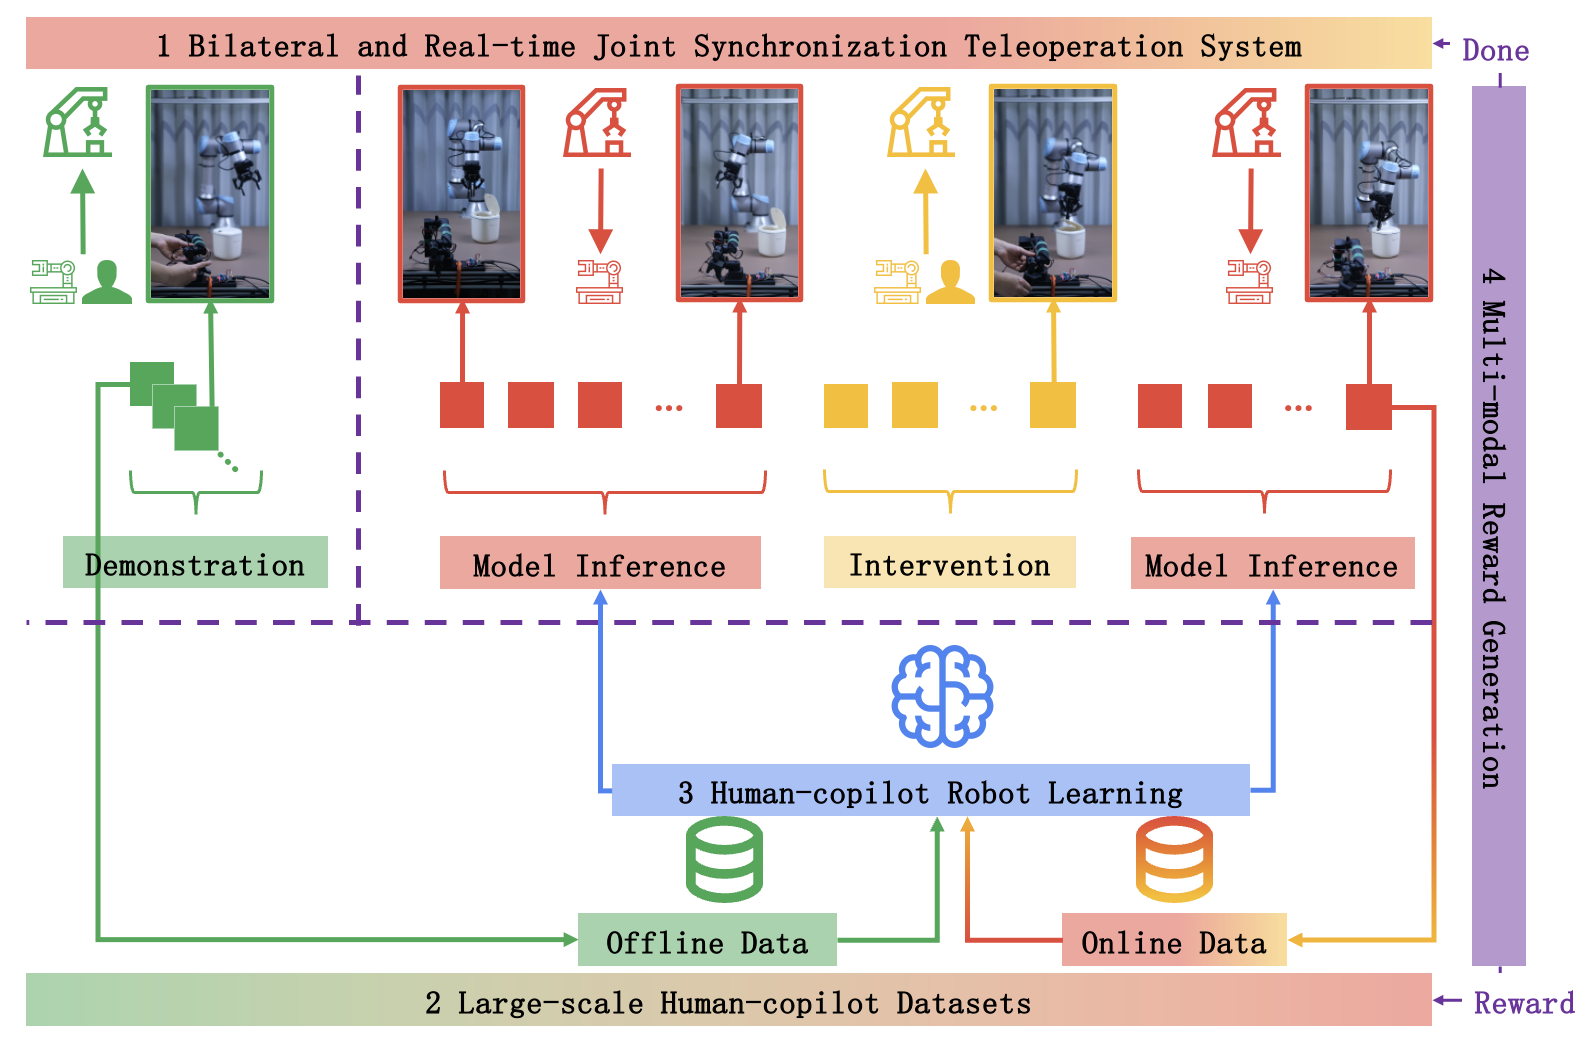 1 Bilateral and Real-time Joint Synchronization Teleoperation System
Done
4 Multi-modal Reward Generation
Demonstration
Model Inference
Intervention
Model Inference
3 Human-copilot Robot Learning
Offline Data
Online Data
2 Large-scale Human-copilot Datasets
Reward